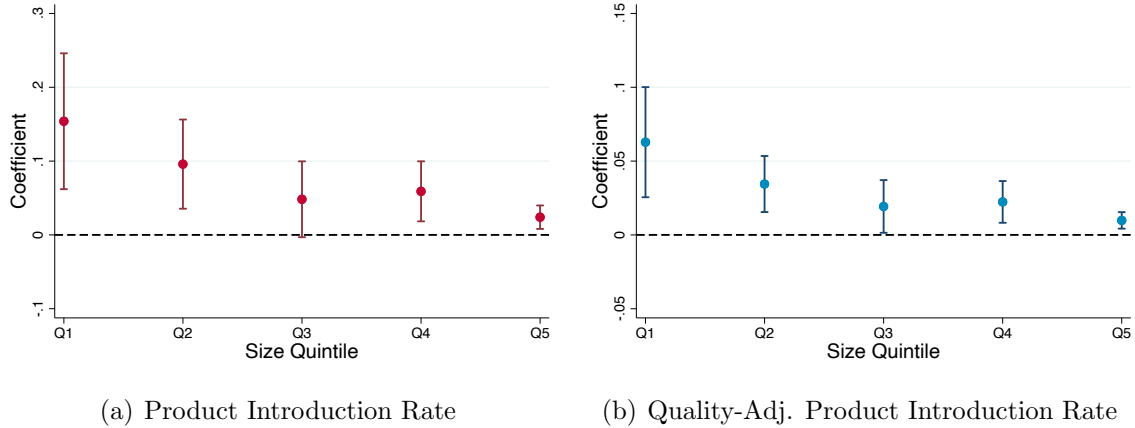 .3
.2
.1
0
-.1
Coefficient
Q1 Q2 Q3 Q4 Q5
Size Quintile
(a) Product Introduction Rate
.15
.1
.05
0
-.05
Coefficient
Q1 Q2 Q3 Q4 Q5
Size Quintile
(b) Quality-Adj. Product Introduction Rate